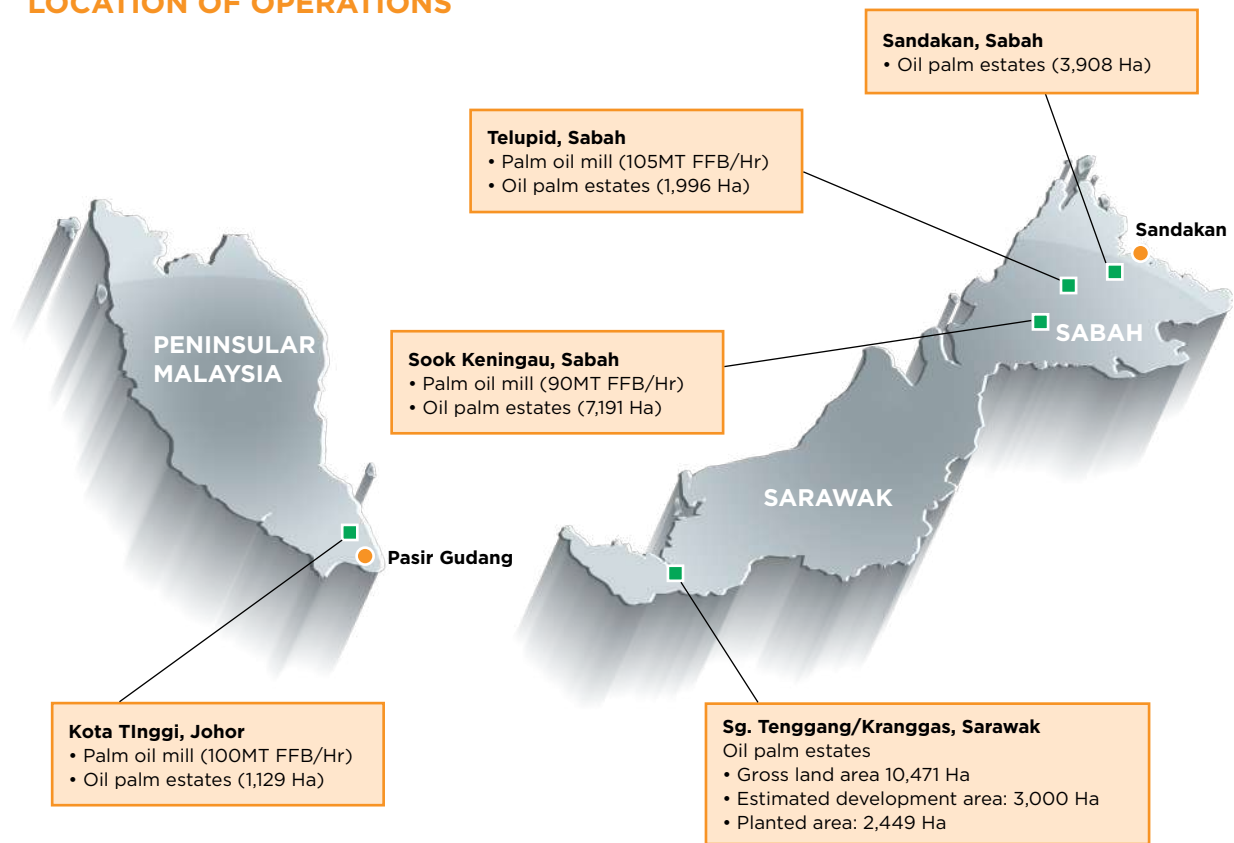 LOCATION OF OPERATIONS
Sandakan, Sabah
• Oil palm estates (3,908 Ha)
Telupid, Sabah
• Palm oil mill (105MT FFB/Hr)
• Oil palm estates (1,996 Ha)
Sandakan
PENINSULAR
MALAYSIA
SABAH
Sook Keningau, Sabah
• Palm oil mill (90MT FFB/Hr)
• Oil palm estates (7,191 Ha)
SARAWAK
Pasir Gudang
Kota TInggi, Johor
• Palm oil mill (100MT FFB/Hr)
• Oil palm estates (1,129 Ha)
Sg. Tenggang/Kranggas, Sarawak
Oil palm estates
• Gross land area 10,471 Ha
• Estimated development area: 3,000 Ha
• Planted area: 2,449 Ha